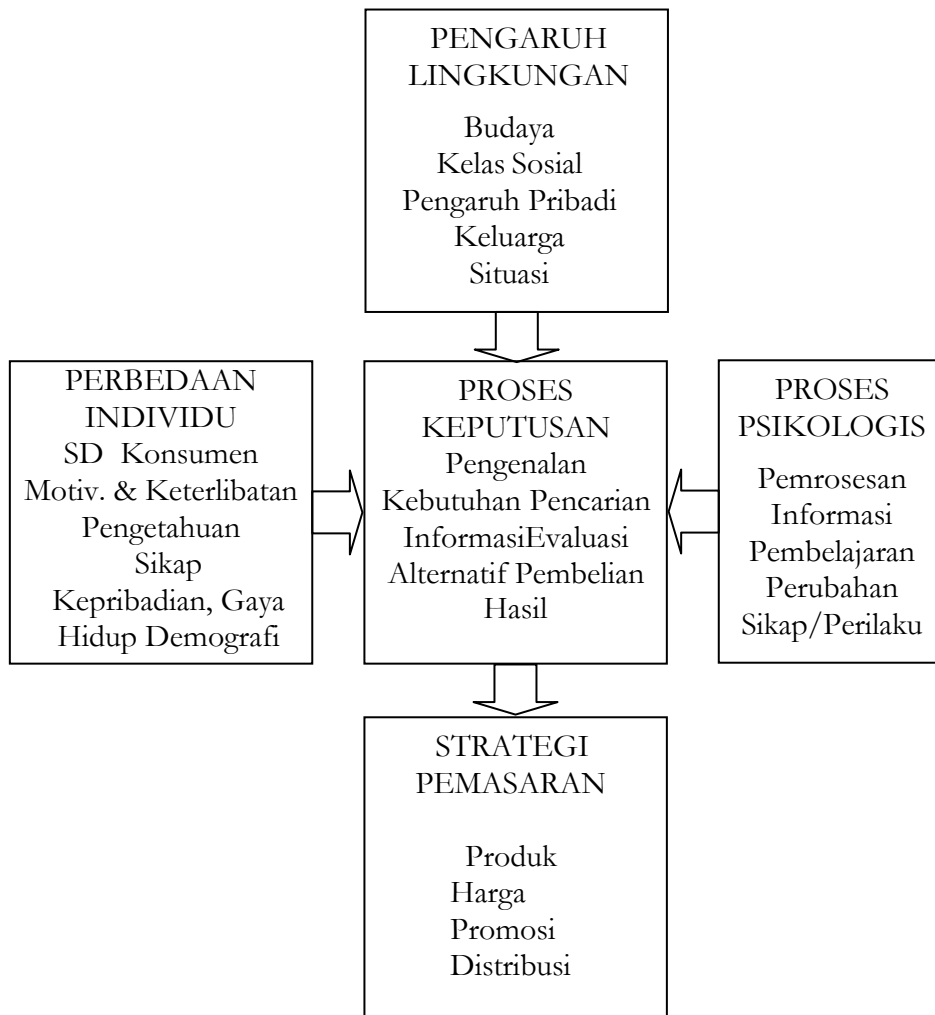 PENGARUH
LINGKUNGAN
Budaya
Kelas Sosial
Pengaruh Pribadi
Keluarga
Situasi
PERBEDAAN
INDIVIDU
SD Konsumen
Motiv. & Keterlibatan
Pengetahuan
Sikap
Kepribadian, Gaya
Hidup Demografi
PROSES
KEPUTUSAN
Pengenalan
Kebutuhan Pencarian
InformasiEvaluasi
Alternatif Pembelian
Hasil
PROSES
PSIKOLOGIS
Pemrosesan
Informasi
Pembelajaran
Perubahan
Sikap/Perilaku
STRATEGI
PEMASARAN
Produk
Harga
Promosi
Distribusi